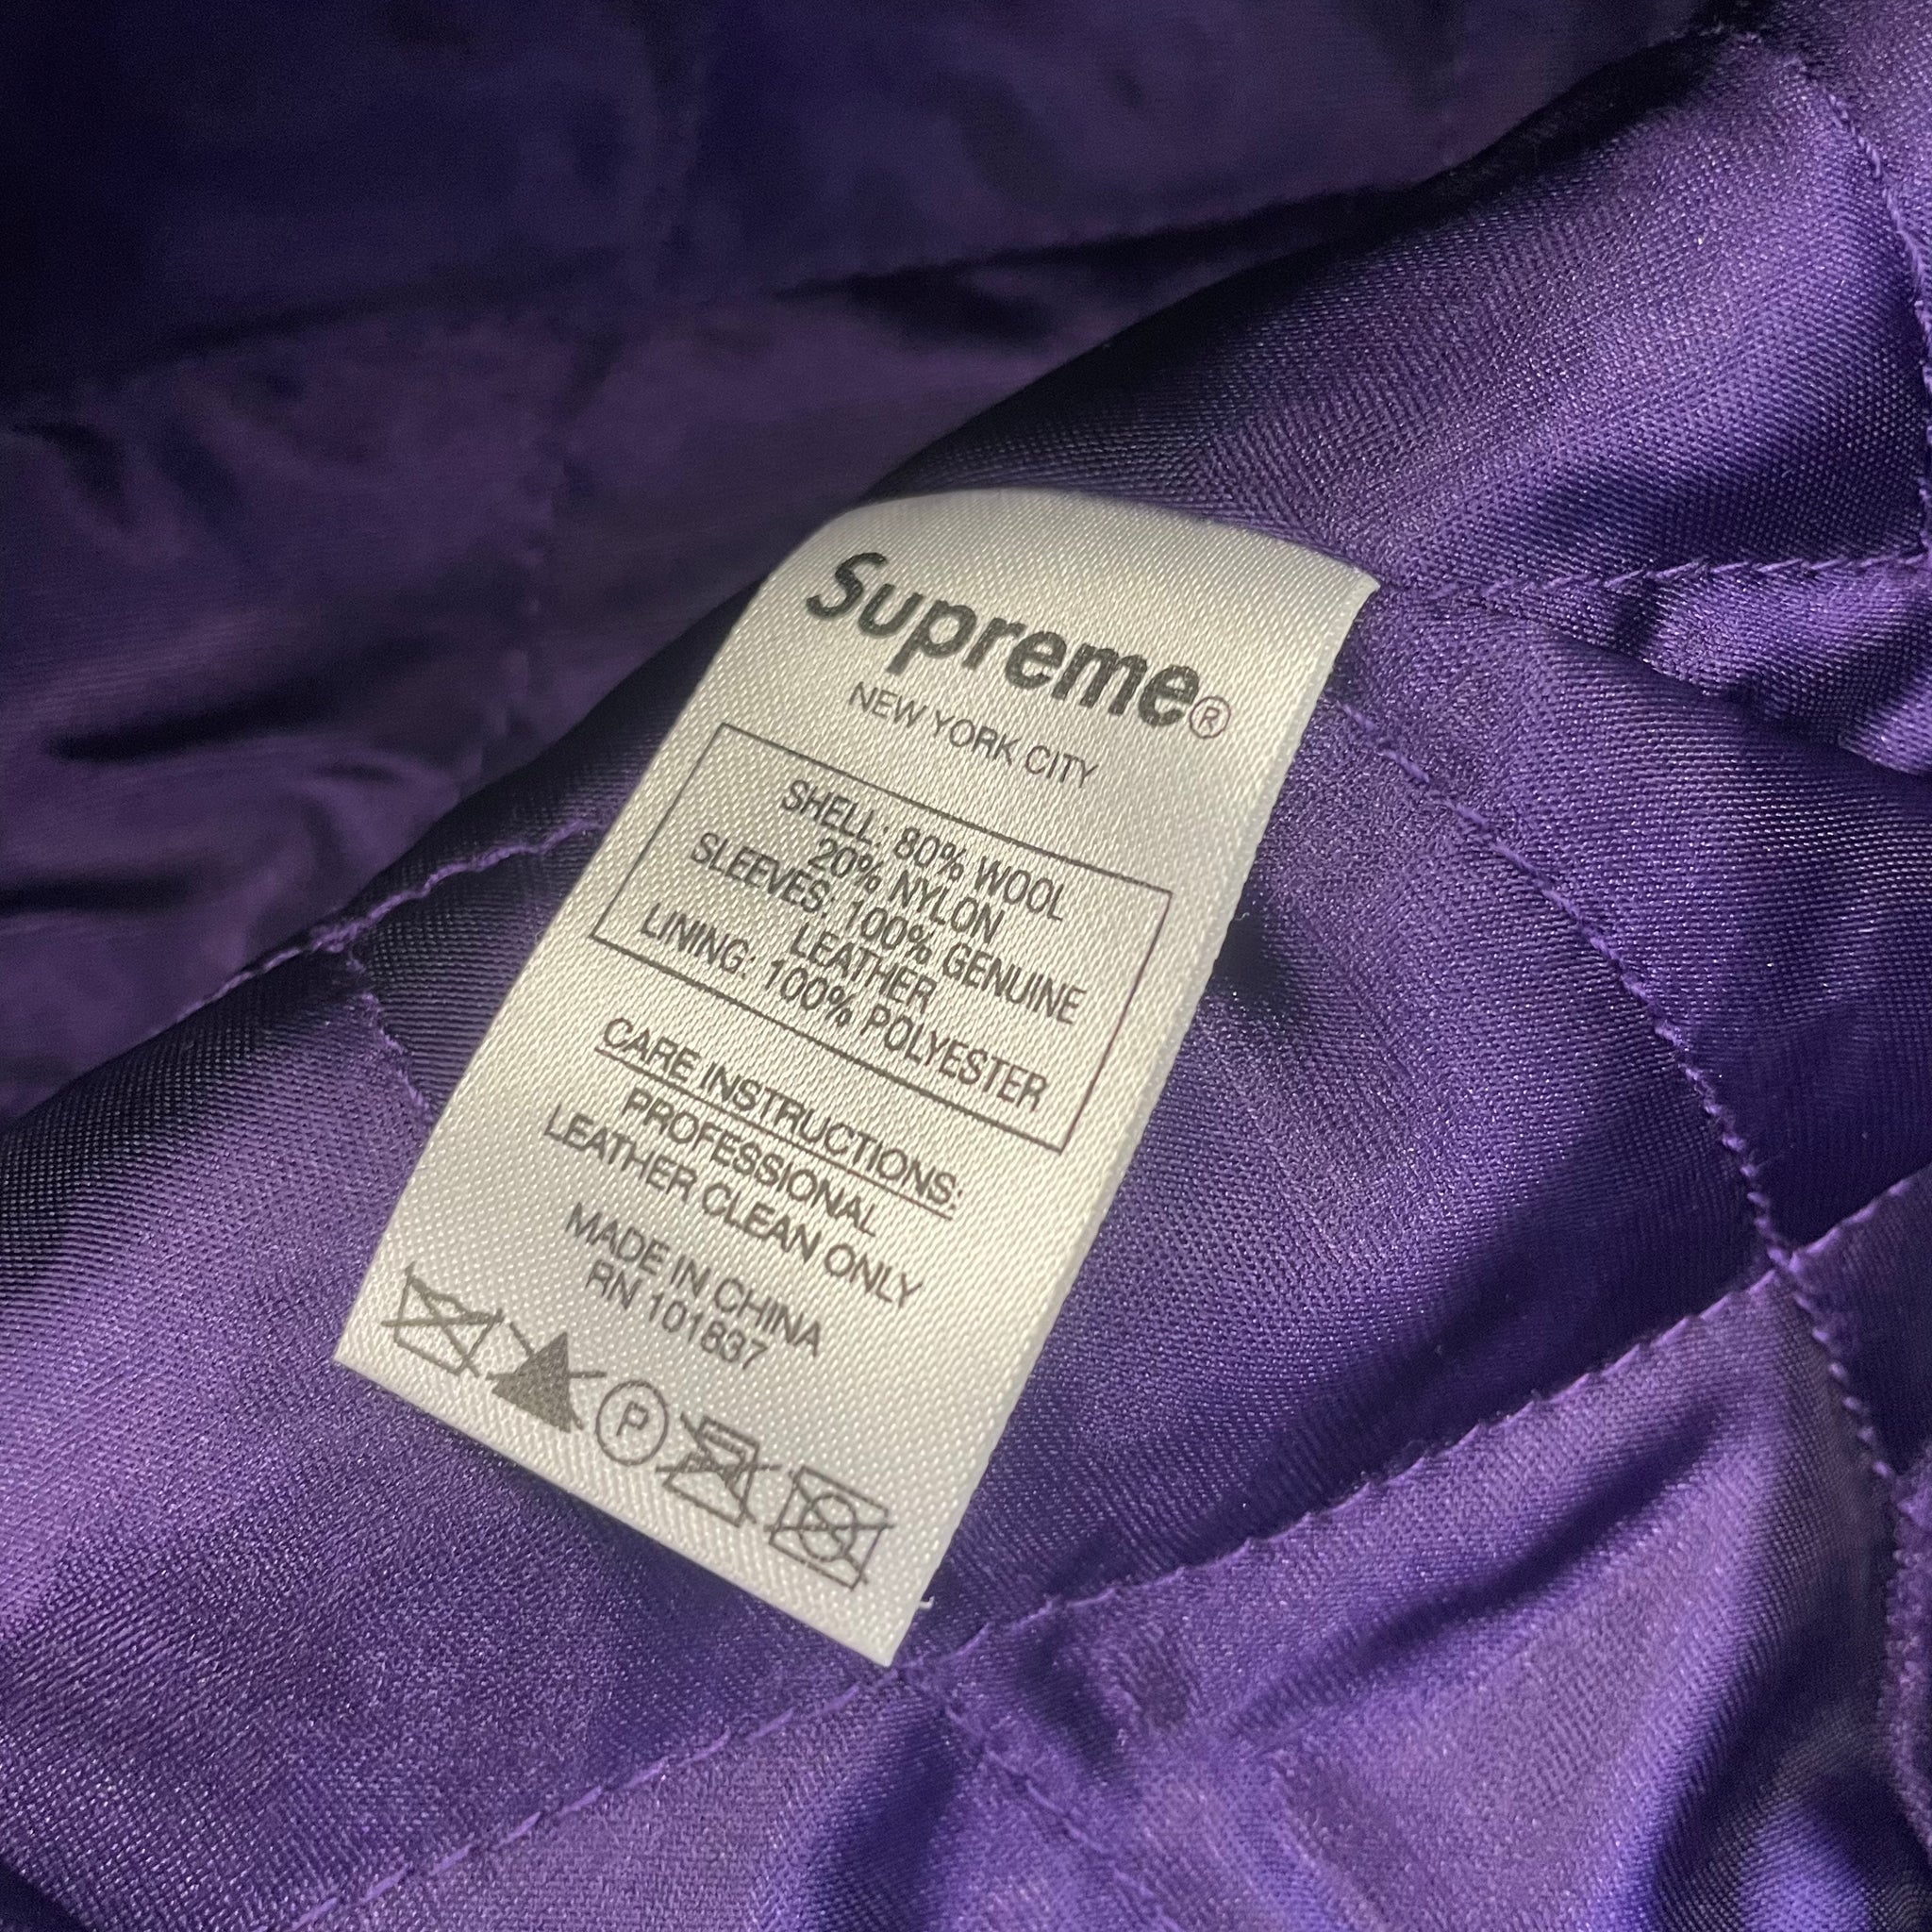 Supreme®
NEW YORK CITY
SHELL: 80% WOOL
20% NYLON
SLEEVES: 100% GENUINE
LEATHER
LINING: 100% POLYESTER
CARE INSTRUCTIONS:
PROFESSIONAL
LEATHER CLEAN ONLY
MADE IN CHINA
RN 101837
P